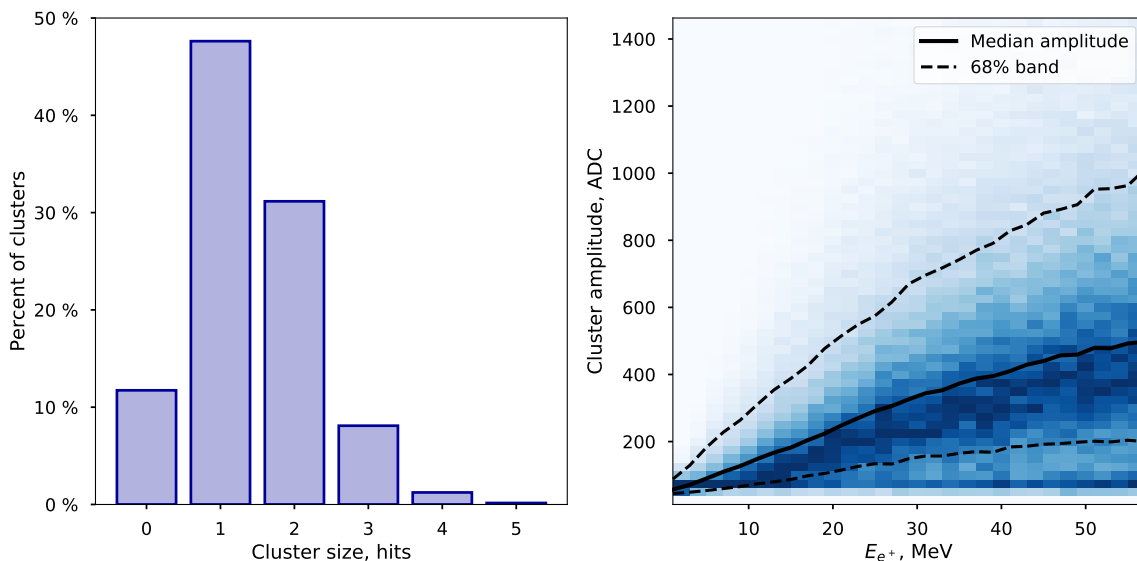 50 %
40 %
30 %
20 %
10 %
0 %
Percent of clusters
0 1 2 3 4 5
Cluster size, hits
1400
1200
1000
800
600
400
200
Cluster amplitude, ADC
Median amplitude
68% band
10 20 30 40 50
E_{e^+}, MeV